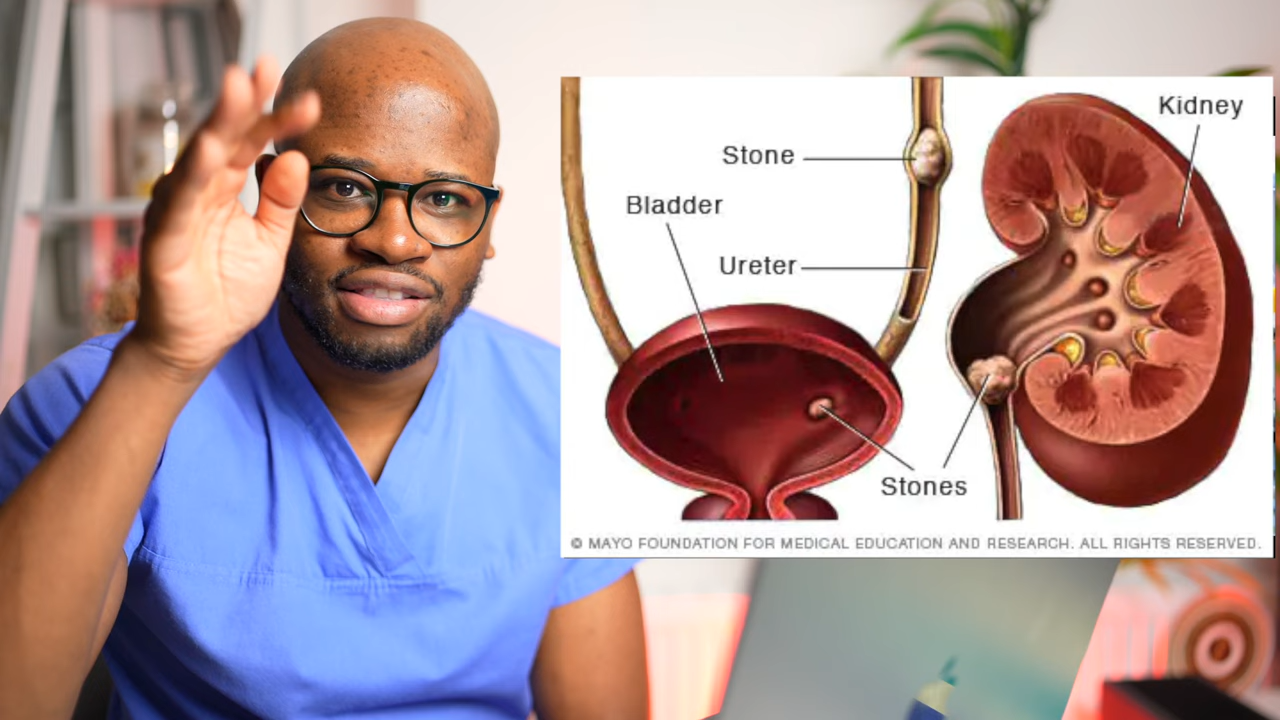 Kidney
Stone
Bladder
Ureter
Stones
© MAYO FOUNDATION FOR MEDICAL EDUCATION AND RESEARCH. ALL RIGHTS RESERVED.